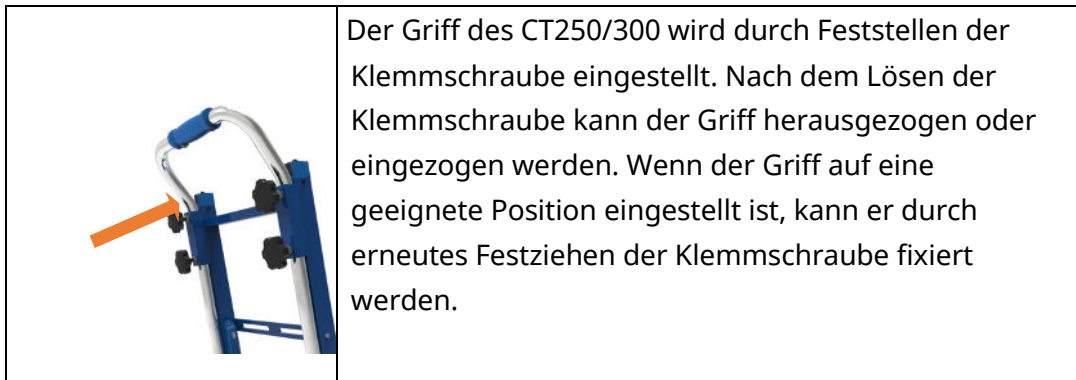 Der Griff des CT250/300 wird durch Feststellen der
Klemmschraube eingestellt. Nach dem Lösen der
Klemmschraube kann der Griff herausgezogen oder
eingezogen werden. Wenn der Griff auf eine
geeignete Position eingestellt ist, kann er durch
erneutes Festziehen der Klemmschraube fixiert
werden.